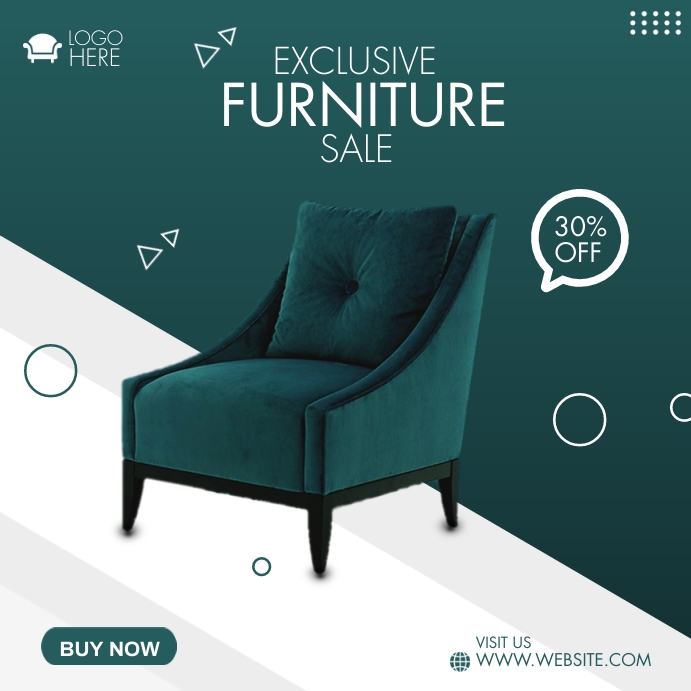 LOGO
HERE
EXCLUSIVE
FURNITURE
SALE
30%
OFF
BUY NOW
VISIT US
WWW.WEBSITE.COM